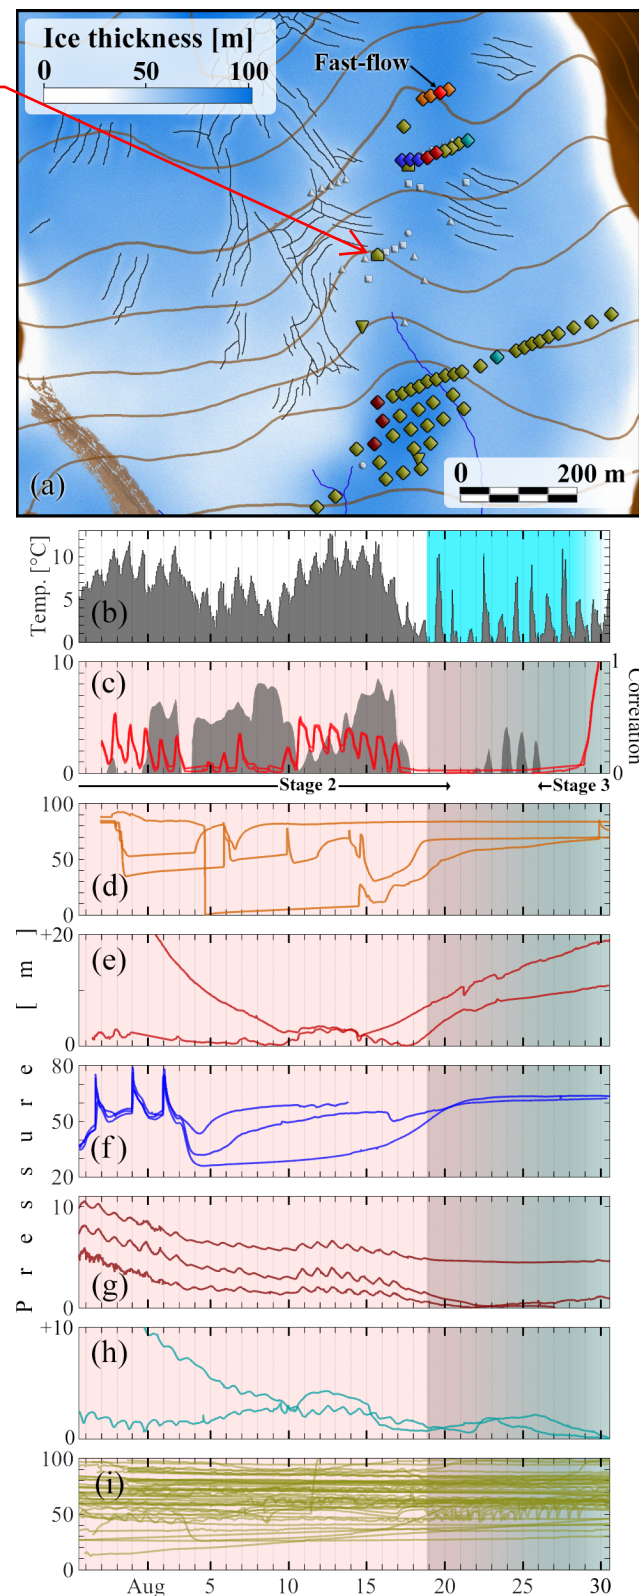 Ice thickness [m]
0 50 100
Fast-flow
(a)
0 200 m
Temp. [°C]
10
5
0
(b)
10
0
(c)
1
0
Correlation
Stage 2
Stage 3
100
50
0
(d)
Pressure [m]
+20
0
(e)
80
50
20
(f)
10
0
(g)
+10
0
(h)
100
50
0
(i)
Aug 5 10 15 20 25 30